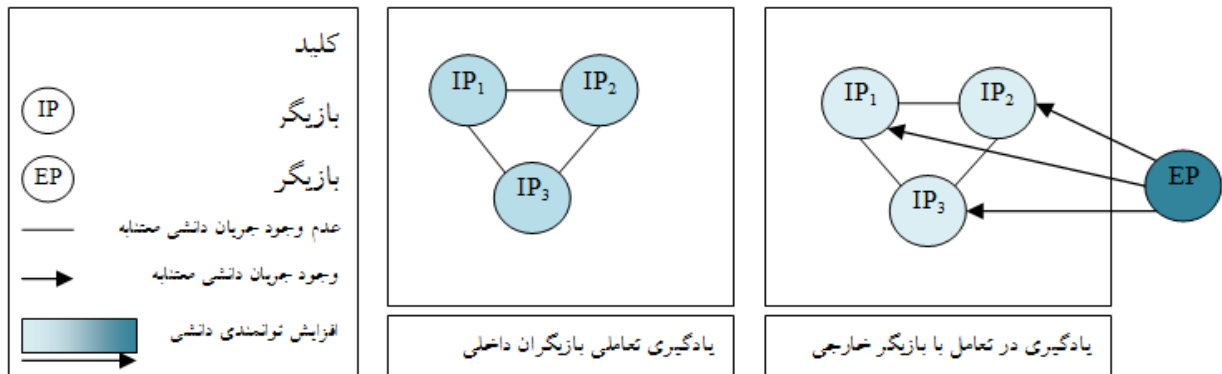 کلید
IP بازیگر
EP بازیگر
عدم وجود جریان دانشی معتنابه
وجود جریان دانشی معتنابه
افزایش توانمندی دانشی
IP₁
IP₂
IP₃
یادگیری تعاملی بازیگران داخلی
IP₁
IP₂
IP₃
EP
یادگیری در تعامل با بازیگر خارجی